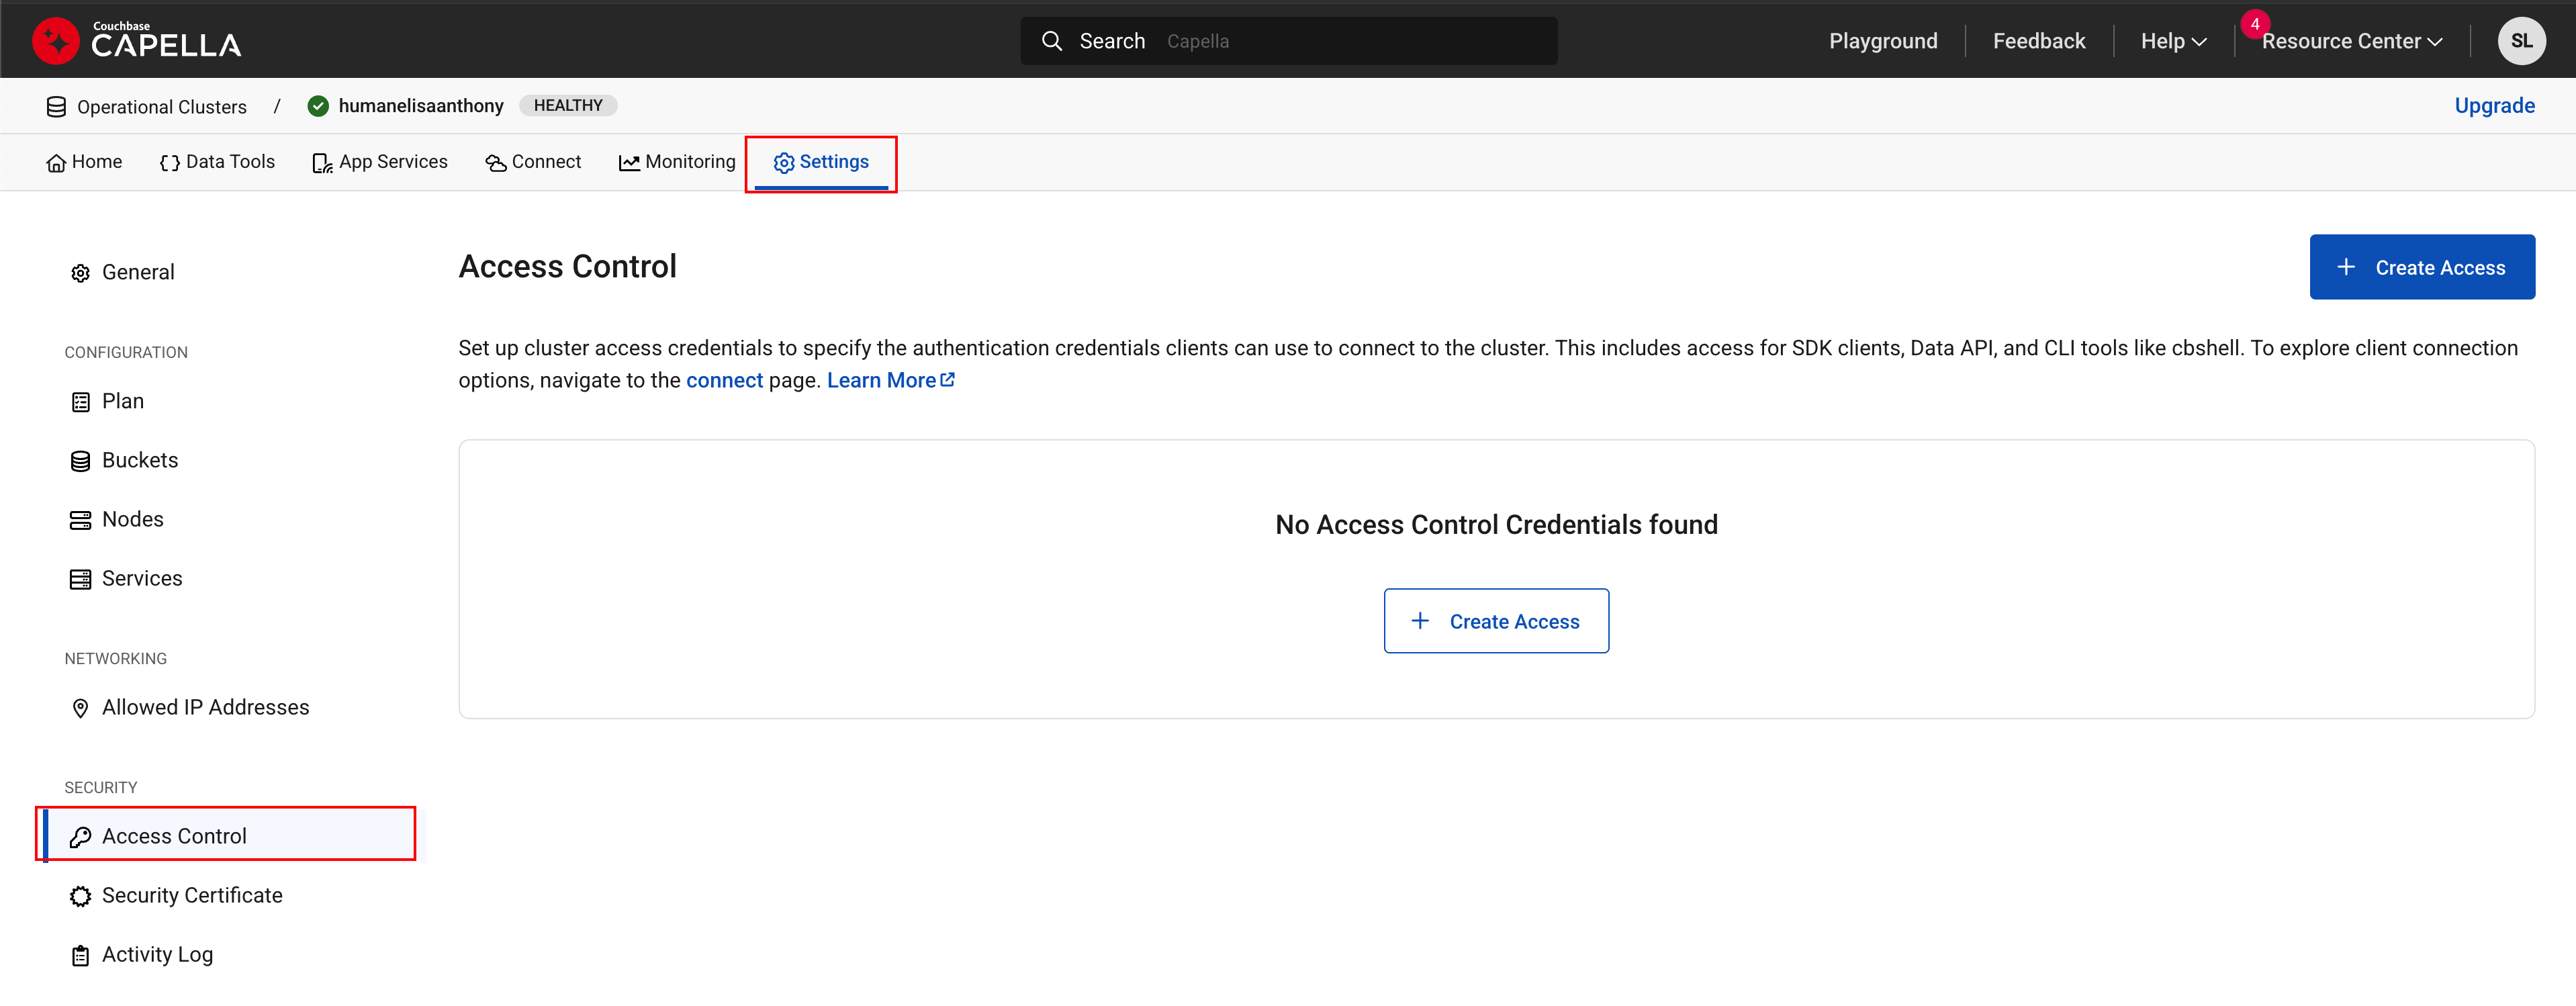 Couchbase
CAPELLA
Search Capella
Playground
Feedback
Help
4
Resource Center
SL
Operational Clusters / humanelisaanthony HEALTHY
Upgrade
Home
{ } Data Tools
App Services
Connect
Monitoring
Settings
General
CONFIGURATION
Plan
Buckets
Nodes
Services
NETWORKING
Allowed IP Addresses
SECURITY
Access Control
Security Certificate
Activity Log
Access Control
+ Create Access
Set up cluster access credentials to specify the authentication credentials clients can use to connect to the cluster. This includes access for SDK clients, Data API, and CLI tools like cbshell. To explore client connection
options, navigate to the connect page. Learn More
No Access Control Credentials found
+ Create Access